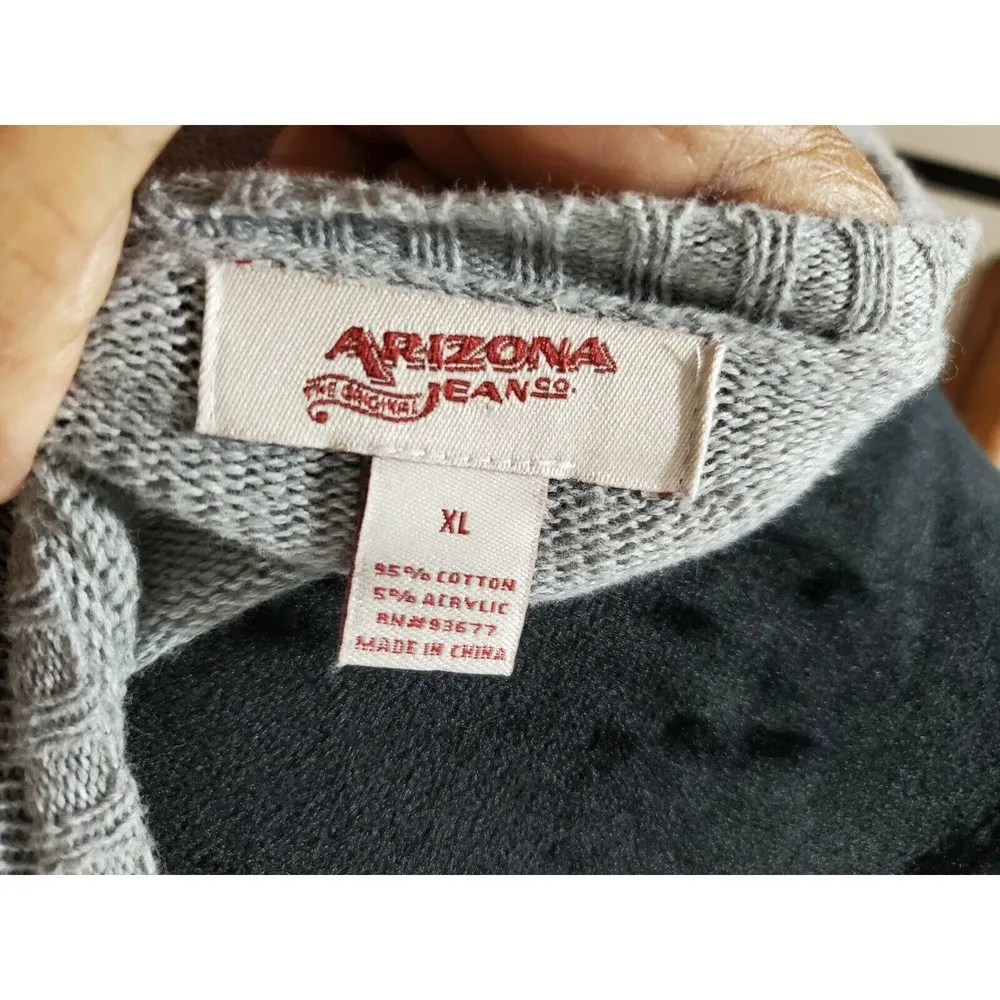 ARIZONA
THE ORIGINAL JEAN CO.
XL
95% COTTON
5% ACRYLIC
RN#93677
MADE IN CHINA